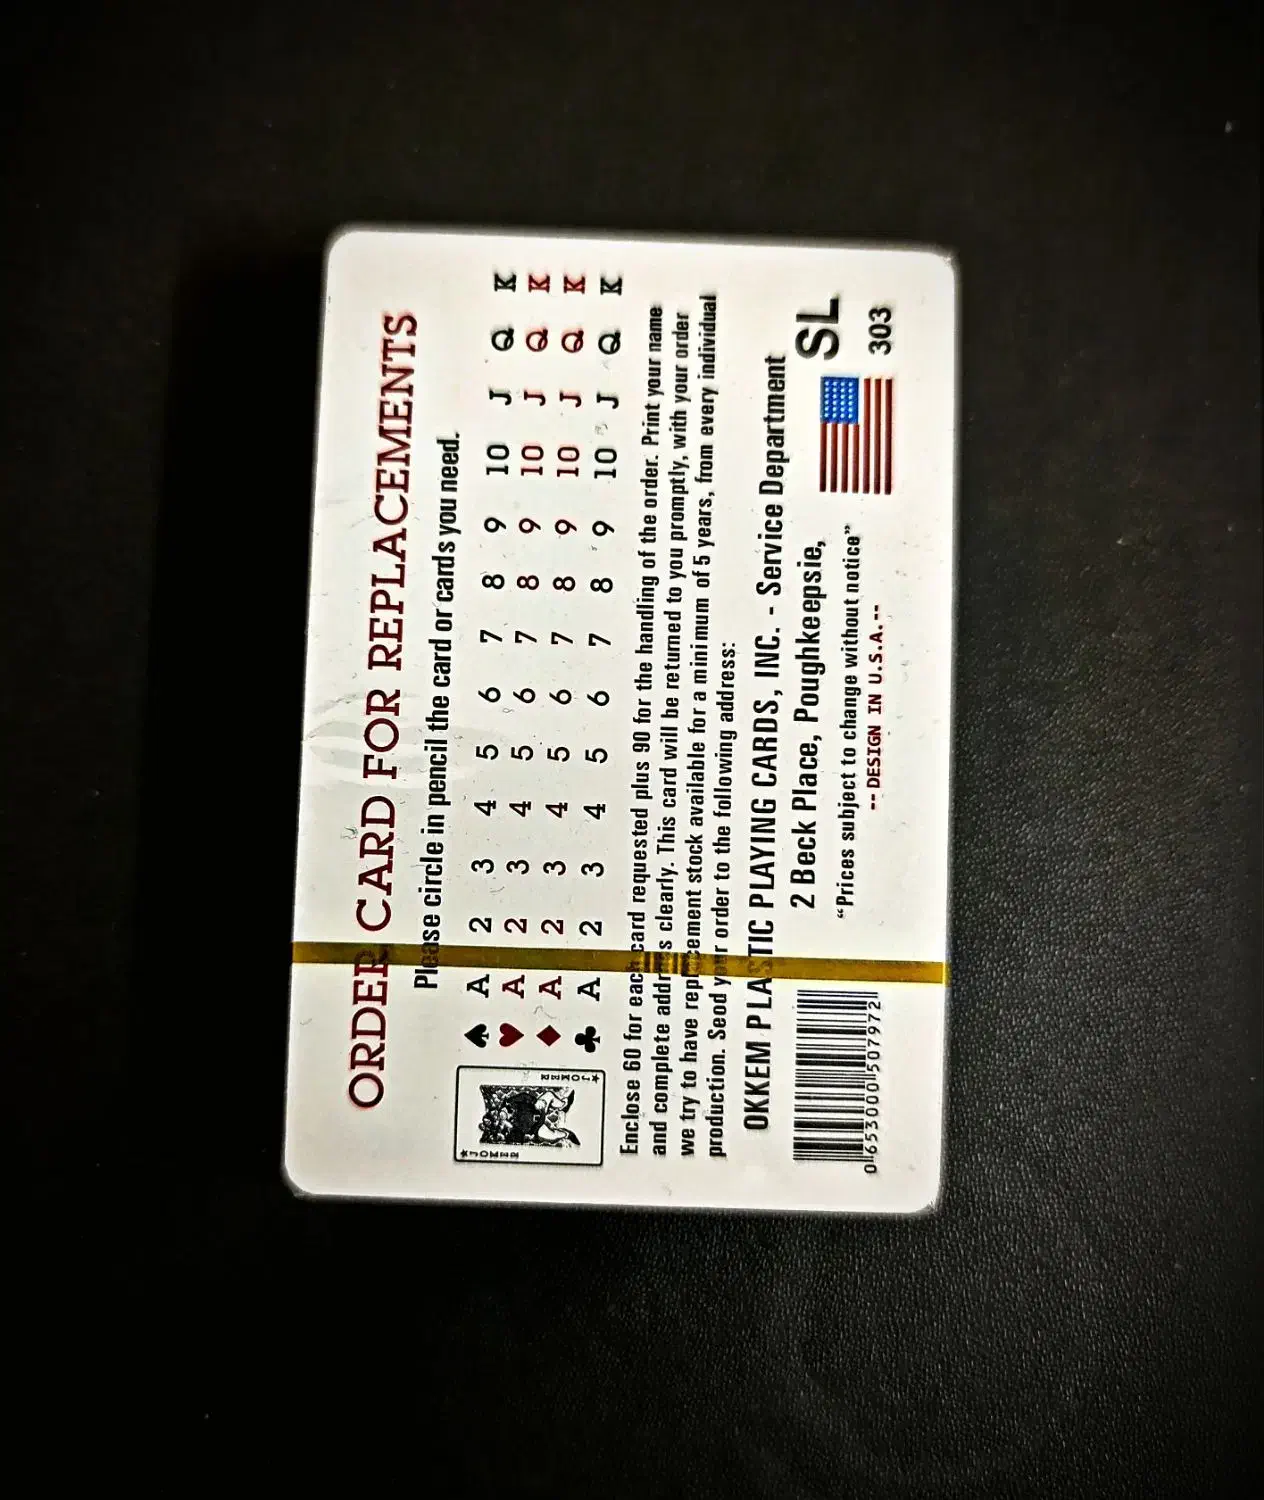 ORDER CARD FOR REPLACEMENTS
Please circle in pencil the card or cards you need.
♠ A 2 3 4 5 6 7 8 9 10 J Q K
♥ A 2 3 4 5 6 7 8 9 10 J Q K
♦ A 2 3 4 5 6 7 8 9 10 J Q K
♣ A 2 3 4 5 6 7 8 9 10 J Q K
JOKER
JOKER
Enclose 60 for each card requested plus 90 for the handling of the order. Print your name
and complete address clearly. This card will be returned to you promptly, with your order
we try to have replacement stock available for a minimum of 5 years, from every individual
production. Seod your order to the following address:
OKKEM PLASTIC PLAYING CARDS, INC. - Service Department
2 Beck Place, Poughkeepsie,
SL
"Prices subject to change without notice"
303
-- DESIGN IN U.S.A.--
0 653000 507972